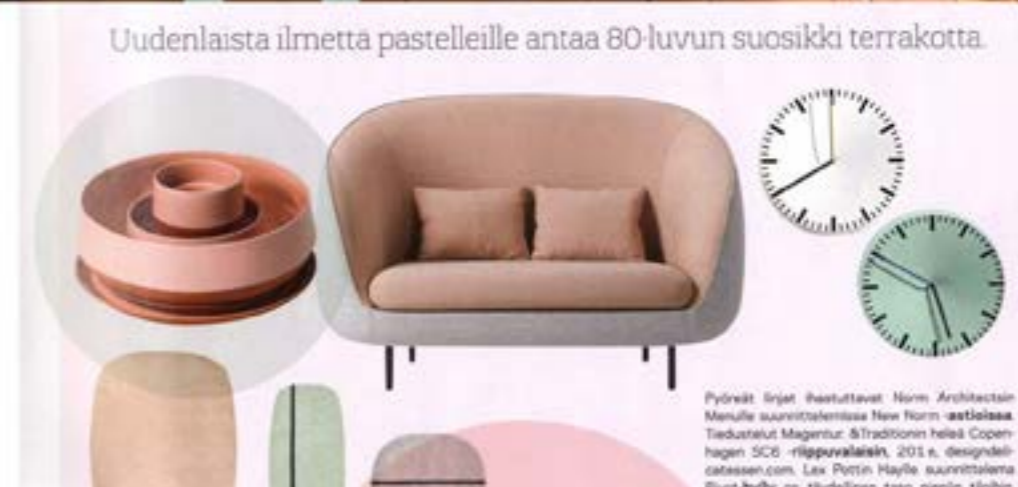 Uudenlaista ilmettä pastelleille antaa 80-luvun suosikki terrakotta.
Pyöreät linjat ihastuttavat Norm Architectsin
Menulle suunnittelemissa New Norm -astioissa.
Tiedustelut Magentur. &Traditionin heleä Copen-
hagen SC6 -riippuvalaisin, 201 e, designdeli-
catessen.com. Lex Pottin Haylle suunnittelema